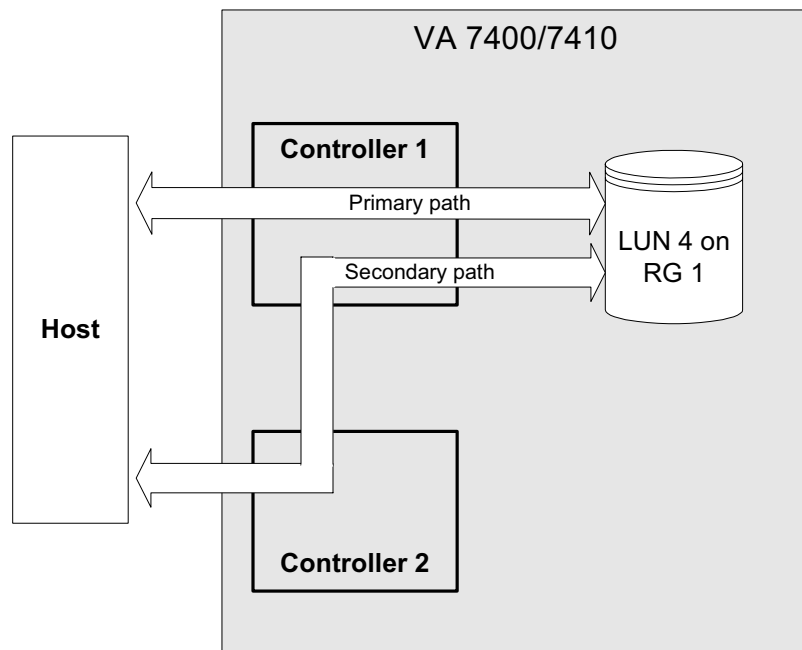 VA 7400/7410
Controller 1
Primary path
LUN 4 on
RG 1
Secondary path
Host
Controller 2